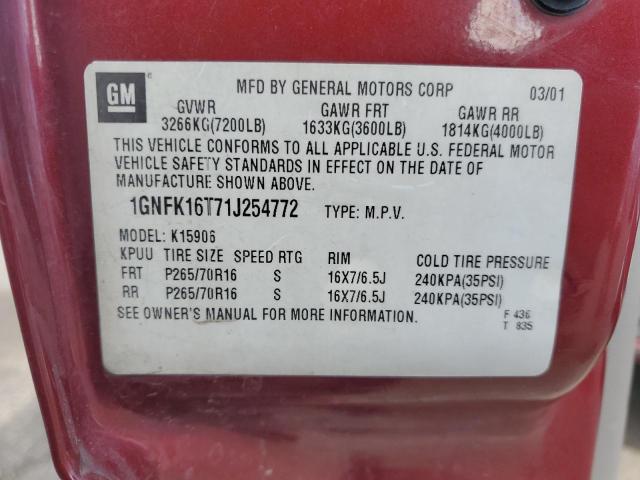 GM
MFD BY GENERAL MOTORS CORP 03/01
GVWR GAWR FRT GAWR RR
3266KG(7200LB) 1633KG(3600LB) 1814KG(4000LB)
THIS VEHICLE CONFORMS TO ALL APPLICABLE U.S. FEDERAL MOTOR
VEHICLE SAFETY STANDARDS IN EFFECT ON THE DATE OF
MANUFACTURE SHOWN ABOVE.
1GNFK16T71J254772 TYPE: M.P.V.
MODEL: K15906
KPUU TIRE SIZE SPEED RTG RIM COLD TIRE PRESSURE
FRT P265/70R16 S 16X7/6.5J 240KPA(35PSI)
RR P265/70R16 S 16X7/6.5J 240KPA(35PSI)
SEE OWNER'S MANUAL FOR MORE INFORMATION.
F 436
T 835